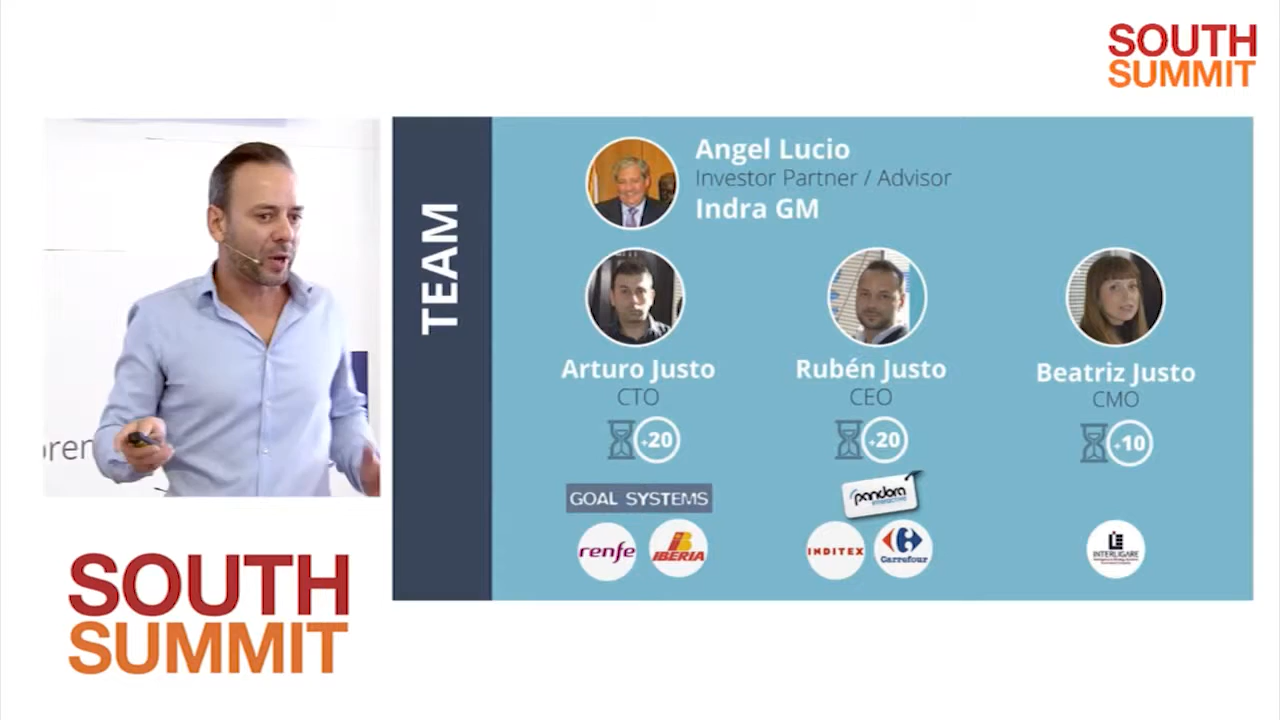 SOUTH
SUMMIT
TEAM
Angel Lucio
Investor Partner / Advisor
Indra GM
Arturo Justo
CTO
+20
GOAL SYSTEMS
renfe
IBERIA
Rubén Justo
CEO
+20
pandora
interactive
INDITEX
Carrefour
Beatriz Justo
CMO
+10
INTERLIGARE
SOUTH
SUMMIT